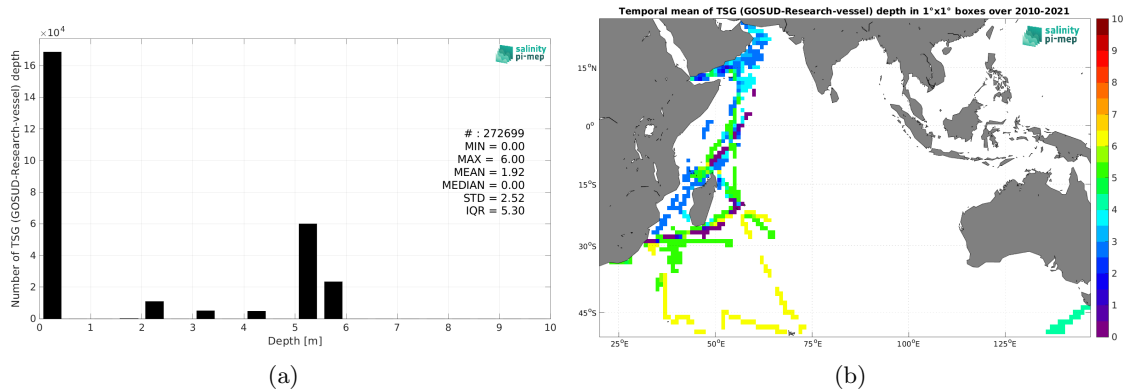 ×10⁴
16
14
12
10
8
6
4
2
0
Number of TSG (GOSUD-Research-vessel) depth
salinity
pi-mep
# : 272699
MIN = 0.00
MAX = 6.00
MEAN = 1.92
MEDIAN = 0.00
STD = 2.52
IQR = 5.30
0 1 2 3 4 5 6 7 8 9 10
Depth [m]
(a)
Temporal mean of TSG (GOSUD-Research-vessel) depth in 1°x1° boxes over 2010-2021
salinity
pi-mep
15°N
0°
15°S
30°S
45°S
25°E 50°E 75°E 100°E 125°E
10
9
8
7
6
5
4
3
2
1
0
(b)